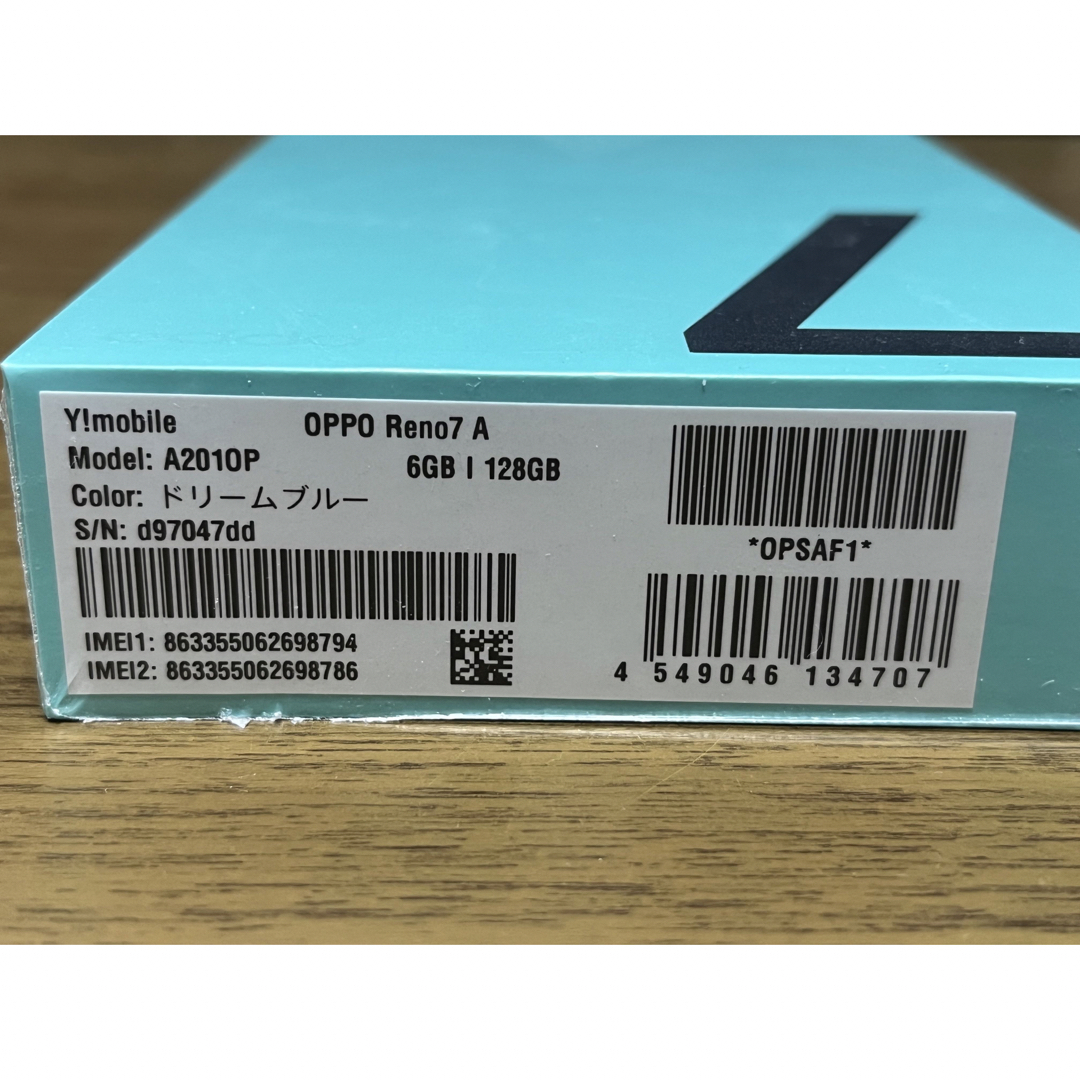 Y!mobile OPPO Reno7 A
Model: A201OP 6GB | 128GB
Color: ドリームブルー
S/N: d97047dd
IMEI1: 863355062698794
IMEI2: 863355062698786
*OPSAF1*
4 549046 134707